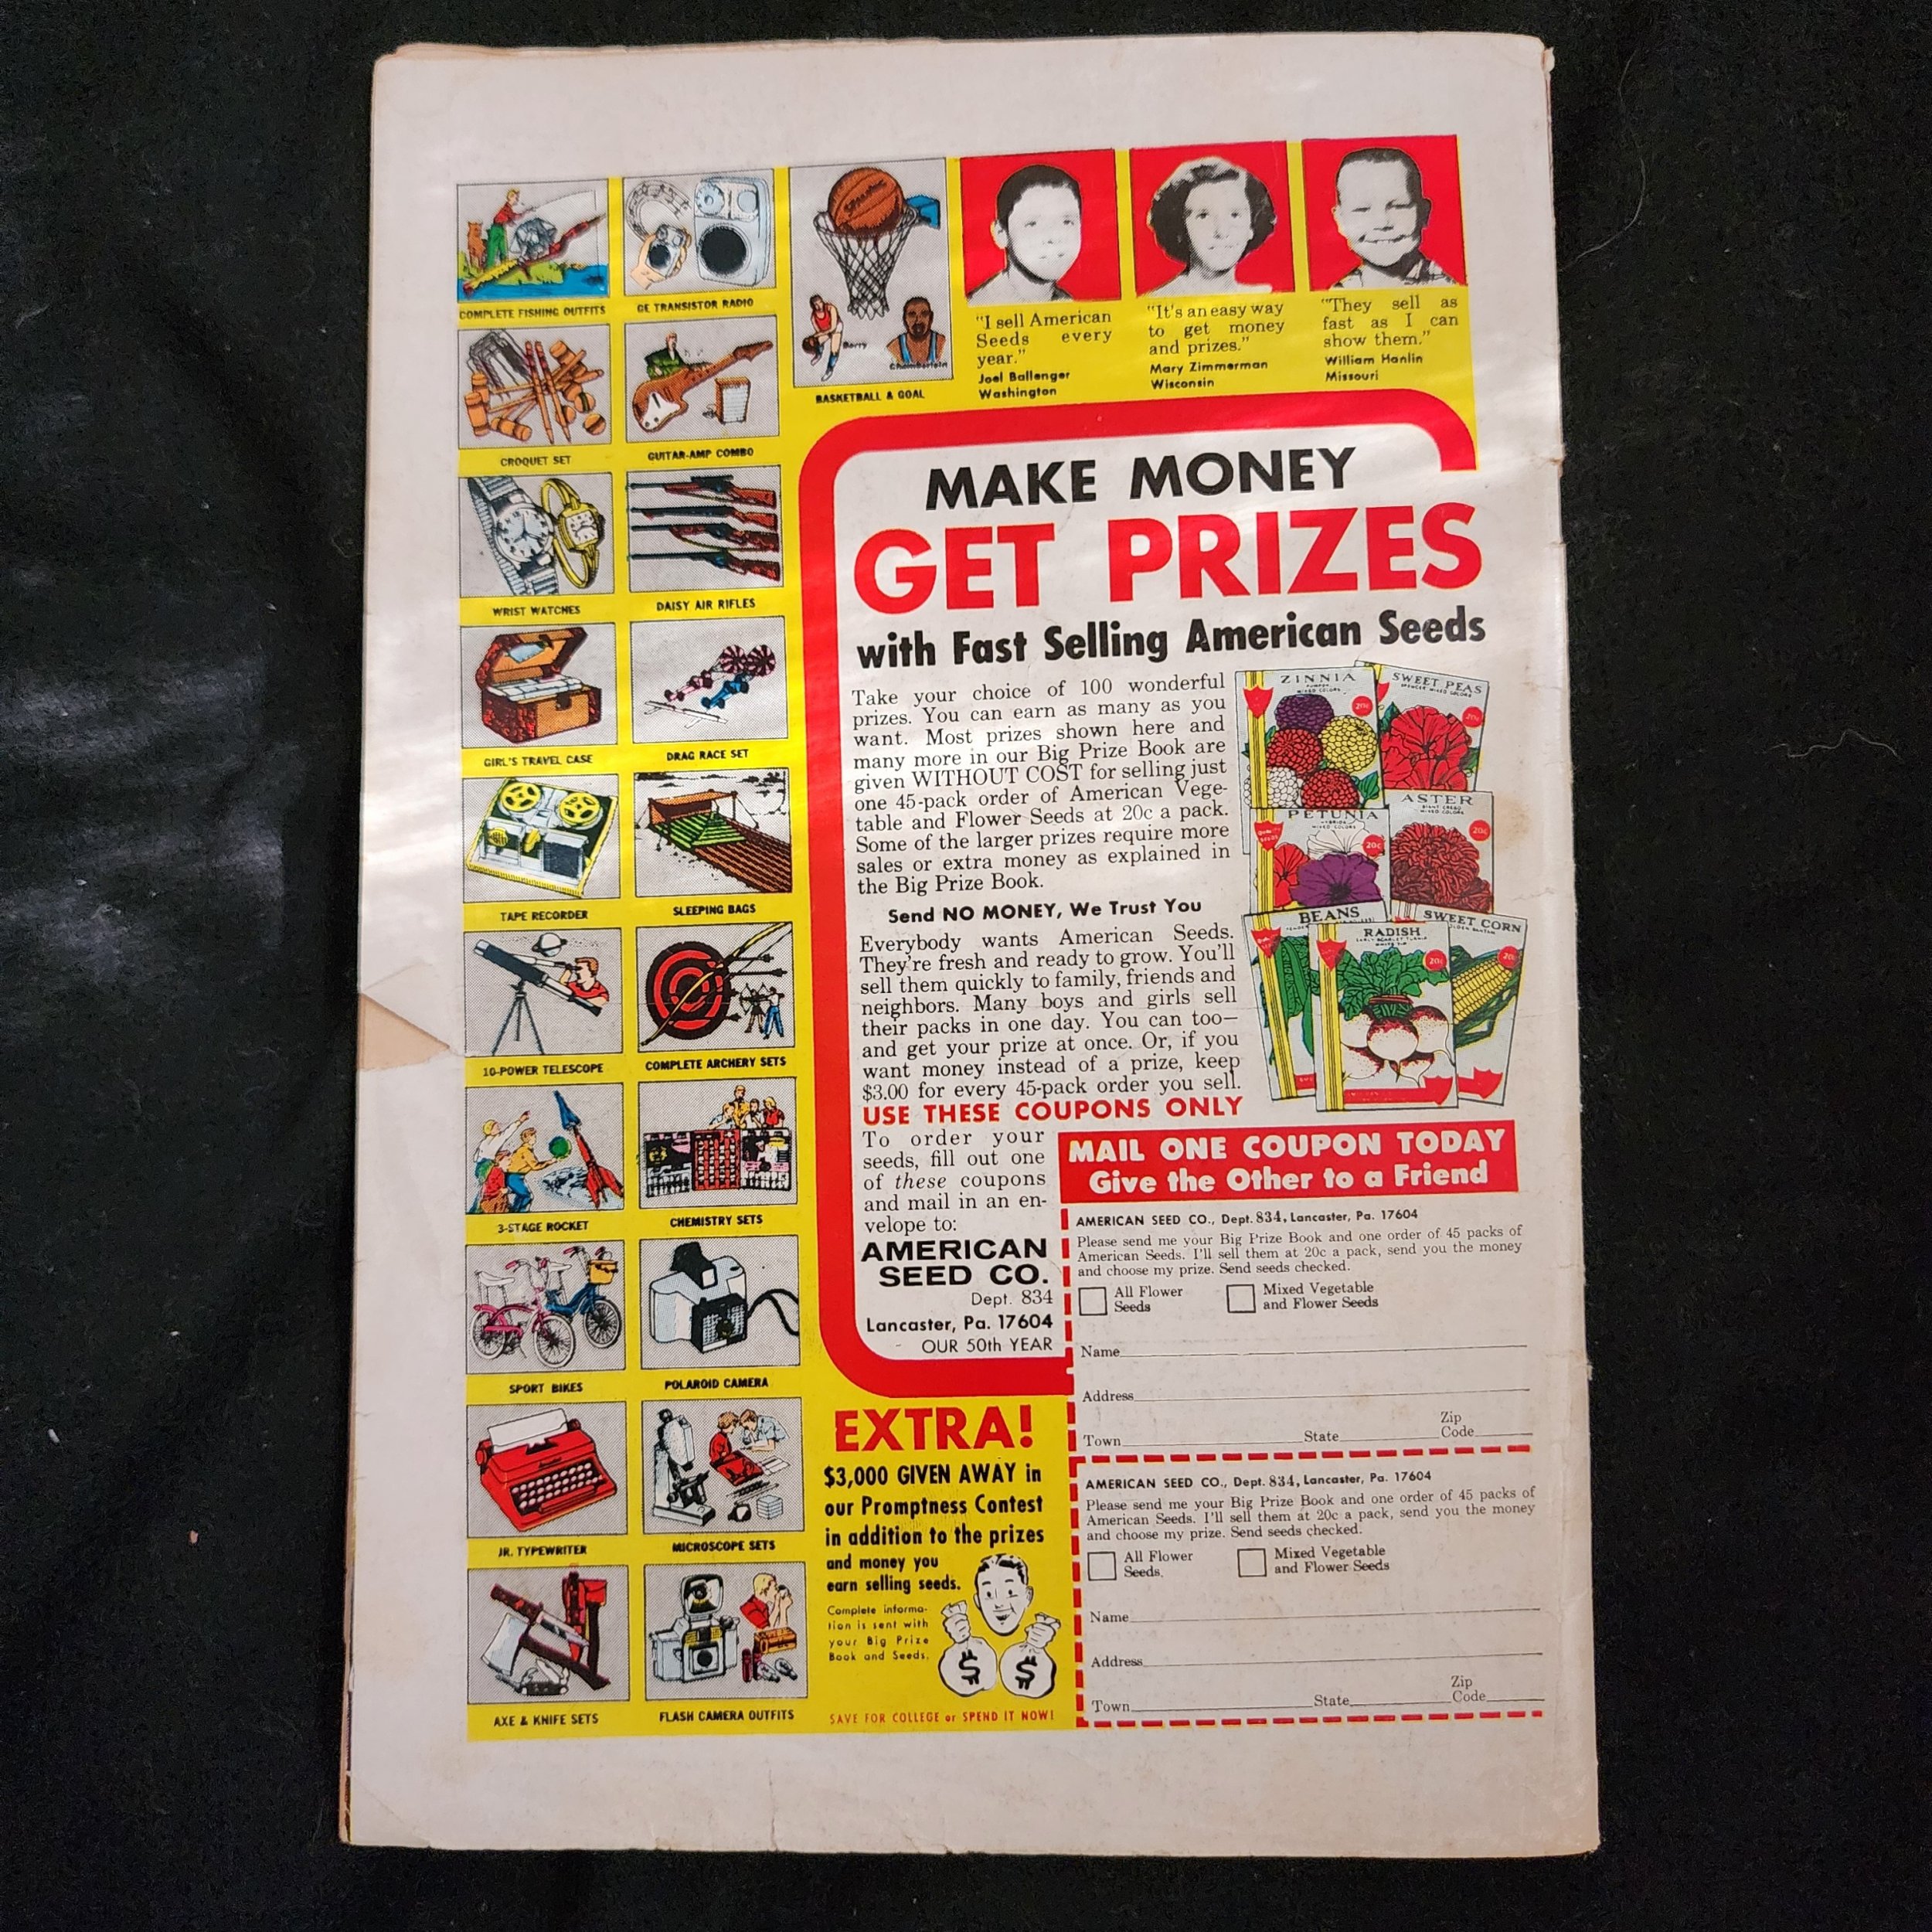 COMPLETE FISHING OUTFITS
GE TRANSISTOR RADIO
Barry
Chamberlain
BASKETBALL & GOAL
"I sell American
Seeds every
year."
Joel Ballenger
Washington
"It's an easy way
to get money
and prizes."
Mary Zimmerman
Wisconsin
"They sell as
fast as I can
show them."
William Hanlin
Missouri
CROQUET SET
GUITAR-AMP COMBO
WRIST WATCHES
DAISY AIR RIFLES
GIRL'S TRAVEL CASE
DRAG RACE SET
TAPE RECORDER
SLEEPING BAGS
10-POWER TELESCOPE
COMPLETE ARCHERY SETS
3-STAGE ROCKET
CHEMISTRY SETS
SPORT BIKES
POLAROID CAMERA
JR. TYPEWRITER
MICROSCOPE SETS
AXE & KNIFE SETS
FLASH CAMERA OUTFITS
MAKE MONEY
GET PRIZES
with Fast Selling American Seeds
Take your choice of 100 wonderful
prizes. You can earn as many as you
want. Most prizes shown here and
many more in our Big Prize Book are
given WITHOUT COST for selling just
one 45-pack order of American Vege-
table and Flower Seeds at 20c a pack.
Some of the larger prizes require more
sales or extra money as explained in
the Big Prize Book.
Send NO MONEY, We Trust You
Everybody wants American Seeds.
They're fresh and ready to grow. You'll
sell them quickly to family, friends and
neighbors. Many boys and girls sell
their packs in one day. You can too—
and get your prize at once. Or, if you
want money instead of a prize, keep
$3.00 for every 45-pack order you sell.
ZINNIA
MIXED COLORS
20c
SWEET PEAS
SPENCER MIXED COLORS
20c
PETUNIA
MIXED COLORS
20c
ASTER
MIXED COLORS
20c
BEANS
RADISH
20c
SWEET CORN
20c
USE THESE COUPONS ONLY
To order your
seeds, fill out one
of these coupons
and mail in an en-
velope to:
AMERICAN
SEED CO.
Dept. 834
Lancaster, Pa. 17604
OUR 50th YEAR
MAIL ONE COUPON TODAY
Give the Other to a Friend
AMERICAN SEED CO., Dept. 834, Lancaster, Pa. 17604
Please send me your Big Prize Book and one order of 45 packs of
American Seeds. I'll sell them at 20c a pack, send you the money
and choose my prize. Send seeds checked.
All Flower
Seeds
Mixed Vegetable
and Flower Seeds
Name
Address
Town State Zip
Code
AMERICAN SEED CO., Dept. 834, Lancaster, Pa. 17604
Please send me your Big Prize Book and one order of 45 packs of
American Seeds. I'll sell them at 20c a pack, send you the money
and choose my prize. Send seeds checked.
All Flower
Seeds.
Mixed Vegetable
and Flower Seeds
Name
Address
Town State Zip
Code
EXTRA!
$3,000 GIVEN AWAY in
our Promptness Contest
in addition to the prizes
and money you
earn selling seeds.
Complete informa-
tion is sent with
your Big Prize
Book and Seeds.
$ $
SAVE FOR COLLEGE or SPEND IT NOW!